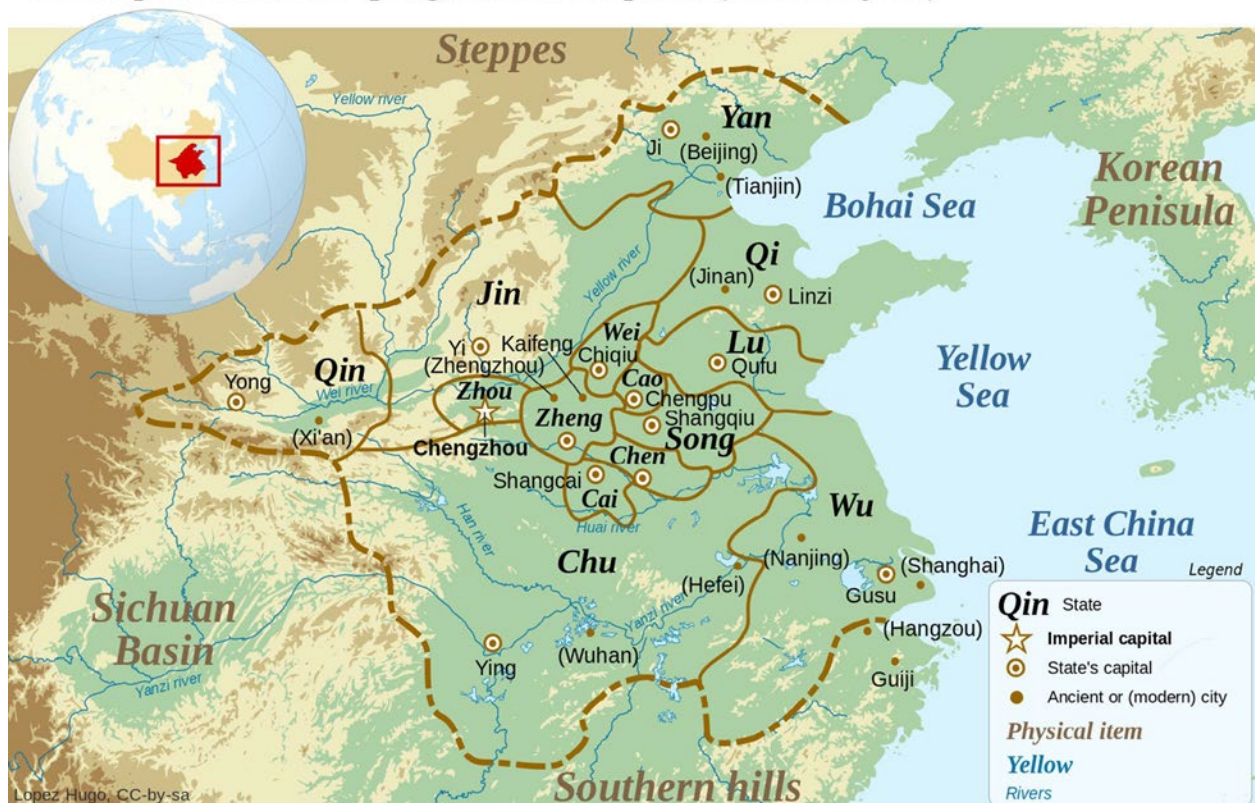 Steppes
Yellow river
Yan
Ji
(Beijing)
(Tianjin)
Korean
Penisula
Bohai Sea
Yellow river
Qi
(Jinan)
Linzi
Jin
Wei
Lu
Yi
Kaifeng
Chiqiu
Qufu
(Zhengzhou)
Yellow
Sea
Qin
Yong
Wei river
Zhou
Cao
Chengpu
Zheng
Shangqiu
Song
(Xi'an)
Chengzhou
Chen
Shangcai
Cai
Han river
Huai river
Wu
East China
Sea
Chu
(Nanjing)
(Hefei)
(Shanghai)
Gusu
Sichuan
Basin
Yanzi river
Yanzi river
Ying
(Wuhan)
(Hangzou)
Guiji
Southern hills
Legend
Qin State
Imperial capital
State's capital
Ancient or (modern) city
Physical item
Yellow
Rivers
Lopez Hugo, CC-by-sa